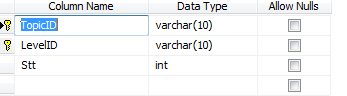 Column Name Data Type Allow Nulls
TopicID varchar(10)
LevelID varchar(10)
Stt int